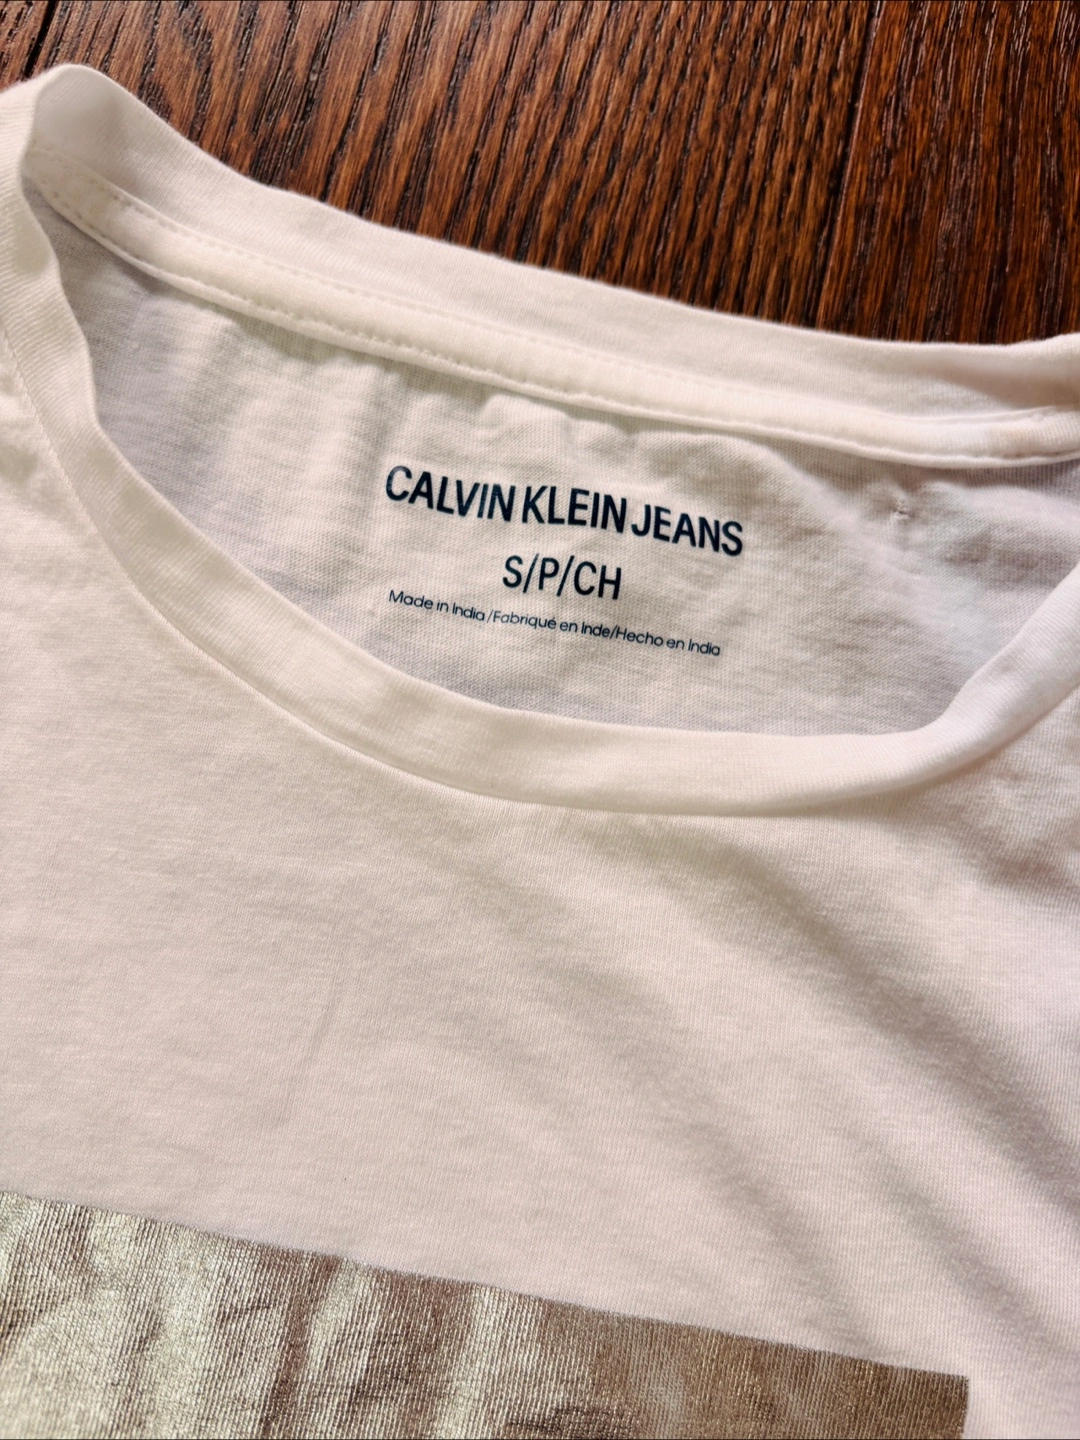 CALVIN KLEIN JEANS
S/P/CH
Made in India/Fabriqué en Inde/Hecho en India